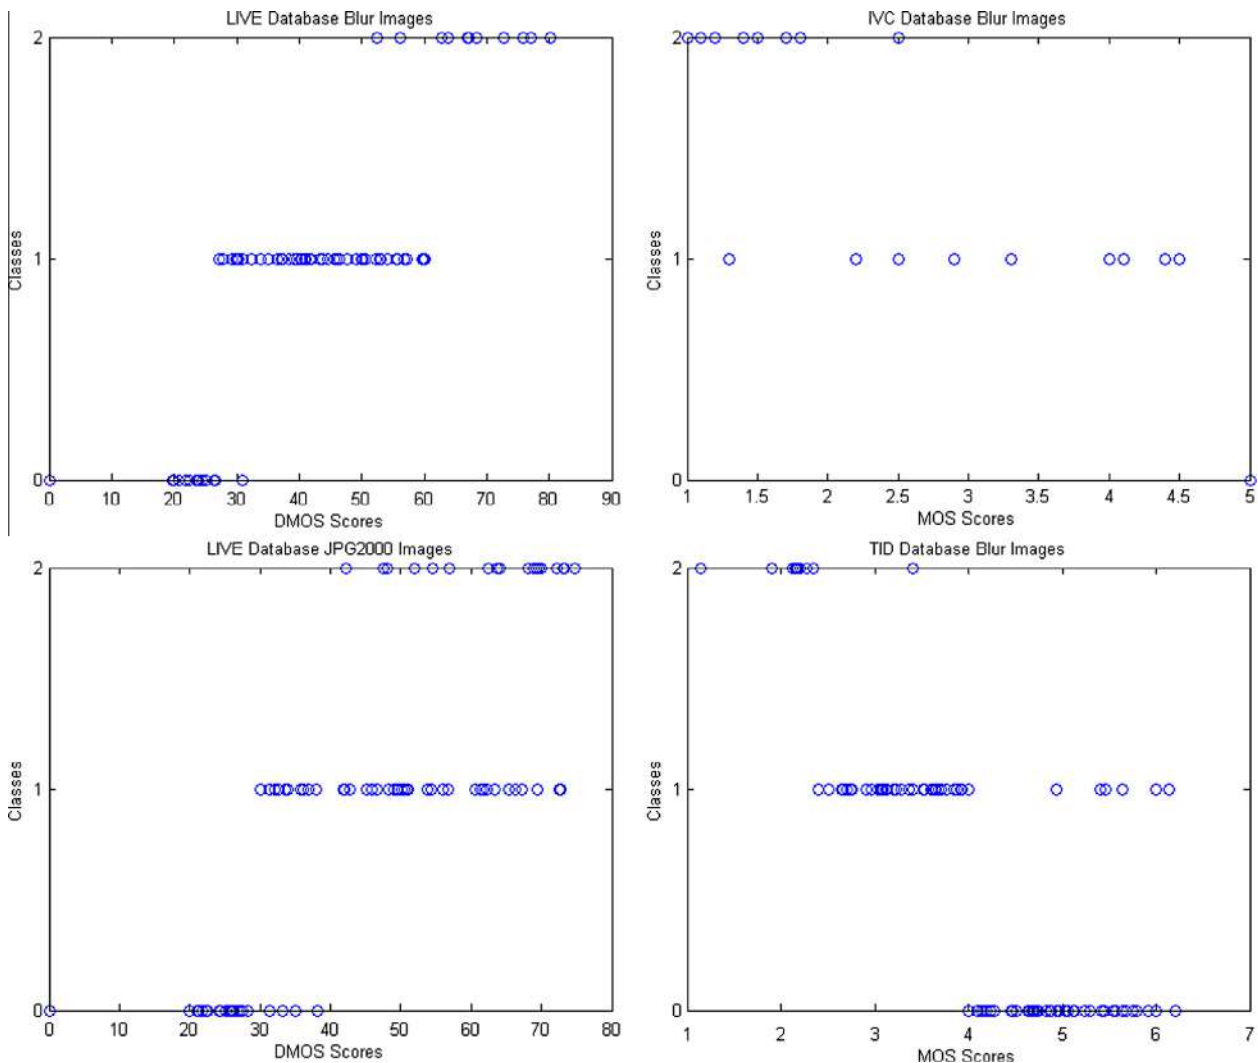 LIVE Database Blur Images
2
1
0
Classes
0 10 20 30 40 50 60 70 80 90
DMOS Scores
IVC Database Blur Images
2
1
0
Classes
1 1.5 2 2.5 3 3.5 4 4.5 5
MOS Scores
LIVE Database JPG2000 Images
2
1
0
Classes
0 10 20 30 40 50 60 70 80
DMOS Scores
TID Database Blur Images
2
1
0
Classes
1 2 3 4 5 6 7
MOS Scores